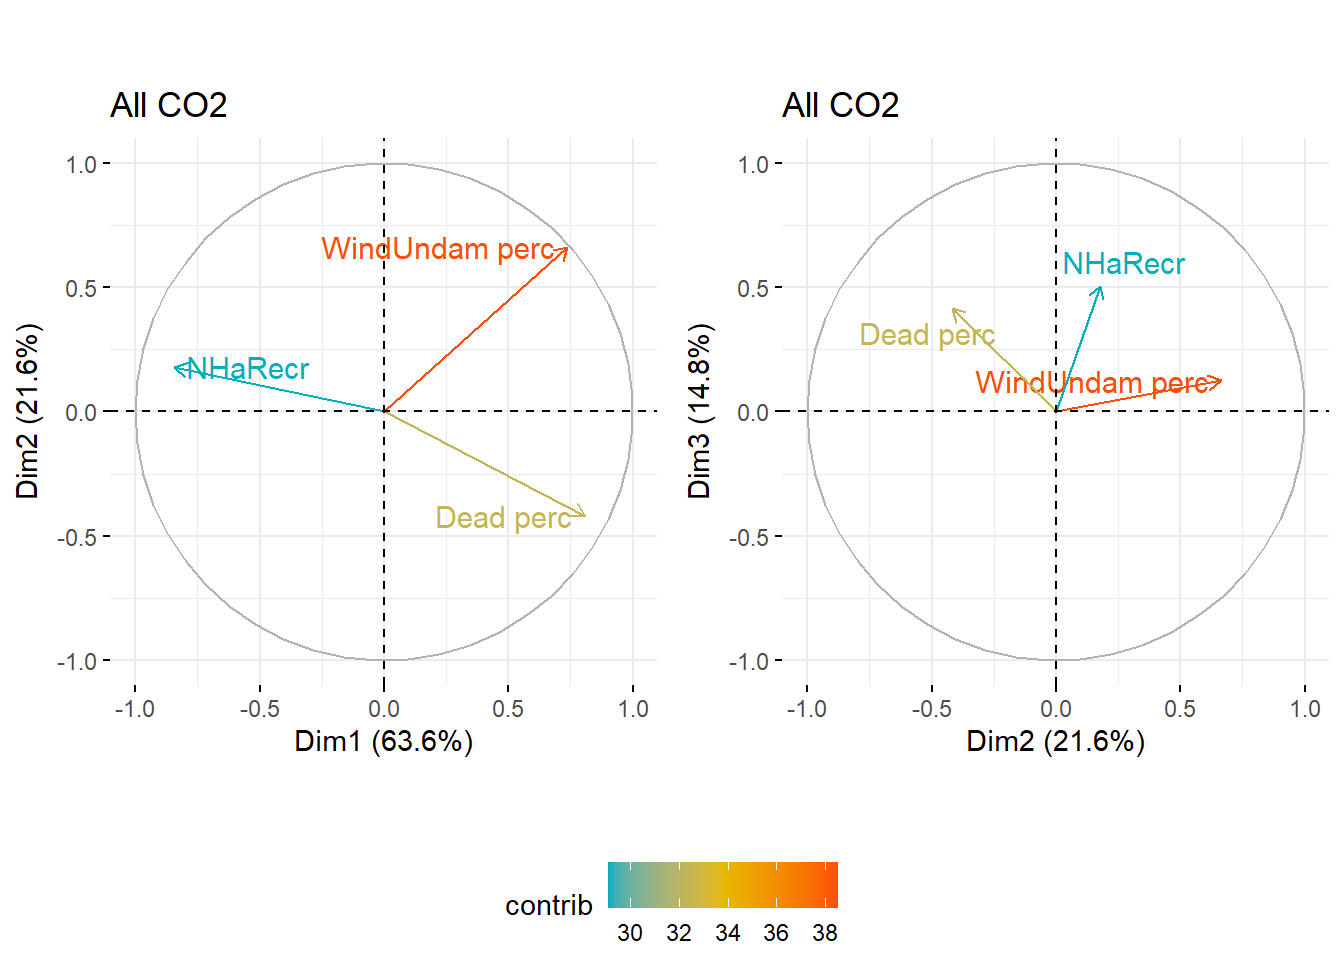 All CO2
1.0
0.5
0.0
-0.5
-1.0
Dim2 (21.6%)
WindUndam perc
NHaRecr
Dead perc
-1.0 -0.5 0.0 0.5 1.0
Dim1 (63.6%)
All CO2
1.0
0.5
0.0
-0.5
-1.0
Dim3 (14.8%)
NHaRecr
Dead perc
WindUndam perc
-1.0 -0.5 0.0 0.5 1.0
Dim2 (21.6%)
contrib
30 32 34 36 38